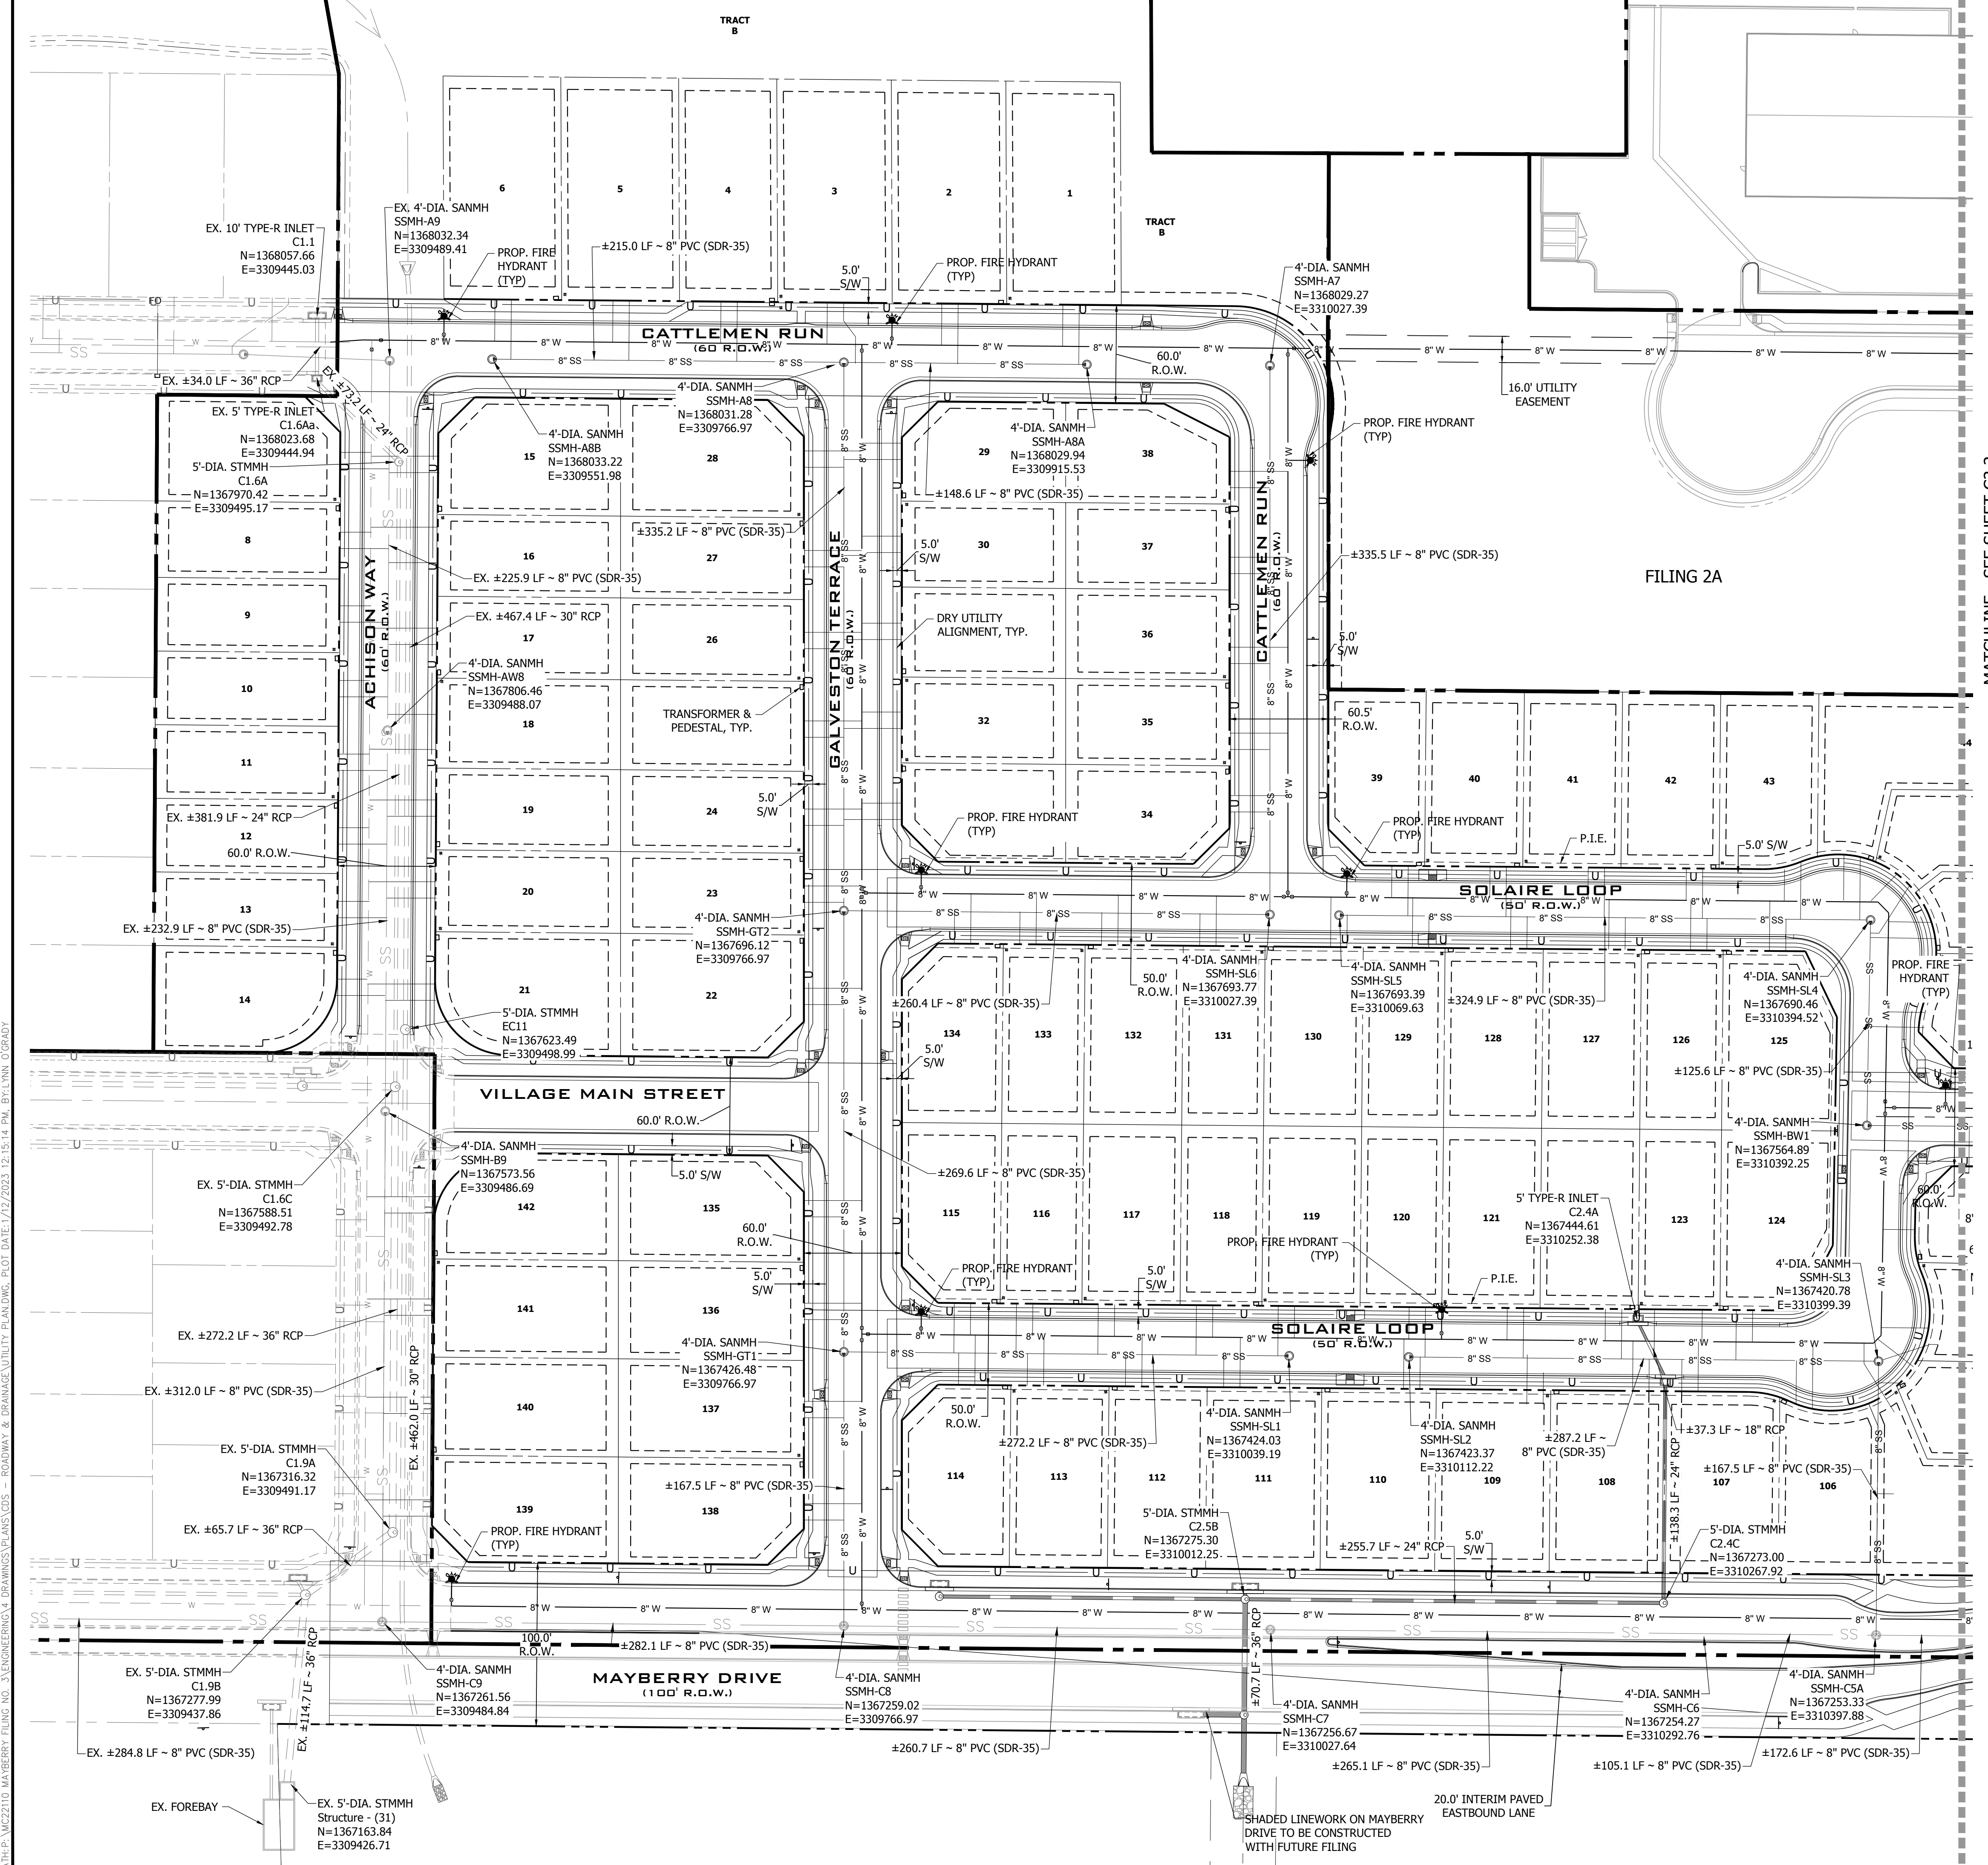 TRACT
B
6
5
4
3
2
1
TRACT
B
EX. 10' TYPE-R INLET
C1.1
N=1368057.66
E=3309445.03
EX. 4'-DIA. SANMH
SSMH-A9
N=1368032.34
E=3309489.41
PROP. FIRE
HYDRANT
(TYP)
±215.0 LF ~ 8" PVC (SDR-35)
5.0'
S/W
PROP. FIRE HYDRANT
(TYP)
4'-DIA. SANMH
SSMH-A7
N=1368029.27
E=3310027.39
CATTLEMEN RUN
(60 R.O.W.)
60.0'
R.O.W.
16.0' UTILITY
EASEMENT
EX. ±34.0 LF ~ 36" RCP
EX. ±73.2 LF ~ 24" RCP
EX. 5' TYPE-R INLET
C1.6Aa
N=1368023.68
E=3309444.94
5'-DIA. STMMH
C1.6A
N=1367970.42
E=3309495.17
4'-DIA. SANMH
SSMH-A8B
N=1368033.22
E=3309551.98
4'-DIA. SANMH
SSMH-A8
N=1368031.28
E=3309766.97
4'-DIA. SANMH
SSMH-A8A
N=1368029.94
E=3309915.53
PROP. FIRE HYDRANT
(TYP)
15
28
29
38
±148.6 LF ~ 8" PVC (SDR-35)
±335.2 LF ~ 8" PVC (SDR-35)
8
16
27
30
37
5.0'
S/W
±335.5 LF ~ 8" PVC (SDR-35)
FILING 2A
MATCHLINE - SEE SHEET C3.2
ACHISON WAY
(60' R.O.W.)
GALVESTON TERRACE
(60' R.O.W.)
CATTLEMEN RUN
(60' R.O.W.)
EX. ±225.9 LF ~ 8" PVC (SDR-35)
EX. ±467.4 LF ~ 30" RCP
9
17
26
DRY UTILITY
ALIGNMENT, TYP.
36
5.0'
S/W
4'-DIA. SANMH
SSMH-AW8
N=1367806.46
E=3309488.07
10
18
TRANSFORMER &
PEDESTAL, TYP.
32
35
60.5'
R.O.W.
11
19
24
34
39
40
41
42
43
EX. ±381.9 LF ~ 24" RCP
12
60.0' R.O.W.
5.0'
S/W
PROP. FIRE HYDRANT
(TYP)
PROP. FIRE HYDRANT
(TYP)
P.I.E.
5.0' S/W
SOLAIRE LOOP
(50' R.O.W.)
20
23
13
EX. ±232.9 LF ~ 8" PVC (SDR-35)
4'-DIA. SANMH
SSMH-GT2
N=1367696.12
E=3309766.97
14
21
22
5'-DIA. STMMH
EC11
N=1367623.49
E=3309498.99
±260.4 LF ~ 8" PVC (SDR-35)
50.0'
R.O.W.
4'-DIA. SANMH
SSMH-SL6
N=1367693.77
E=3310027.39
4'-DIA. SANMH
SSMH-SL5
N=1367693.39
E=3310069.63
±324.9 LF ~ 8" PVC (SDR-35)
4'-DIA. SANMH
SSMH-SL4
N=1367690.46
E=3310394.52
PROP. FIRE
HYDRANT
(TYP)
134
133
132
131
130
129
128
127
126
125
5.0'
S/W
±125.6 LF ~ 8" PVC (SDR-35)
VILLAGE MAIN STREET
60.0' R.O.W.
4'-DIA. SANMH
SSMH-BW1
N=1367564.89
E=3310392.25
4'-DIA. SANMH
SSMH-B9
N=1367573.56
E=3309486.69
5.0' S/W
±269.6 LF ~ 8" PVC (SDR-35)
EX. 5'-DIA. STMMH
C1.6C
N=1367588.51
E=3309492.78
142
135
60.0'
R.O.W.
115
116
117
118
119
120
121
123
124
5' TYPE-R INLET
C2.4A
N=1367444.61
E=3310252.38
60.0'
R.O.W.
PROP. FIRE HYDRANT
(TYP)
PROP. FIRE HYDRANT
(TYP)
5.0'
S/W
5.0'
S/W
P.I.E.
4'-DIA. SANMH
SSMH-SL3
N=1367420.78
E=3310399.39
141
136
EX. ±272.2 LF ~ 36" RCP
SOLAIRE LOOP
(50' R.O.W.)
4'-DIA. SANMH
SSMH-GT1
N=1367426.48
E=3309766.97
EX. ±312.0 LF ~ 8" PVC (SDR-35)
EX. ±462.0 LF ~ 30" RCP
140
137
50.0'
R.O.W.
±272.2 LF ~ 8" PVC (SDR-35)
4'-DIA. SANMH
SSMH-SL1
N=1367424.03
E=3310039.19
4'-DIA. SANMH
SSMH-SL2
N=1367423.37
E=3310112.22
±287.2 LF ~
8" PVC (SDR-35)
±37.3 LF ~ 18" RCP
±138.3 LF ~ 24" RCP
±167.5 LF ~ 8" PVC (SDR-35)
EX. 5'-DIA. STMMH
C1.9A
N=1367316.32
E=3309491.17
114
113
112
111
110
109
108
107
106
±167.5 LF ~ 8" PVC (SDR-35)
139
138
EX. ±65.7 LF ~ 36" RCP
PROP. FIRE HYDRANT
(TYP)
5'-DIA. STMMH
C2.5B
N=1367275.30
E=3310012.25
±255.7 LF ~ 24" RCP
5.0'
S/W
5'-DIA. STMMH
C2.4C
N=1367273.00
E=3310267.92
100.0'
R.O.W.
±282.1 LF ~ 8" PVC (SDR-35)
MAYBERRY DRIVE
(100' R.O.W.)
EX. 5'-DIA. STMMH
C1.9B
N=1367277.99
E=3309437.86
EX. ±114.7 LF ~ 36" RCP
4'-DIA. SANMH
SSMH-C9
N=1367261.56
E=3309484.84
4'-DIA. SANMH
SSMH-C8
N=1367259.02
E=3309766.97
±70.7 LF ~ 36" RCP
4'-DIA. SANMH
SSMH-C7
N=1367256.67
E=3310027.64
4'-DIA. SANMH
SSMH-C6
N=1367254.27
E=3310292.76
4'-DIA. SANMH
SSMH-C5A
N=1367253.33
E=3310397.88
EX. ±284.8 LF ~ 8" PVC (SDR-35)
±260.7 LF ~ 8" PVC (SDR-35)
±265.1 LF ~ 8" PVC (SDR-35)
±105.1 LF ~ 8" PVC (SDR-35)
±172.6 LF ~ 8" PVC (SDR-35)
EX. FOREBAY
EX. 5'-DIA. STMMH
Structure - (31)
N=1367163.84
E=3309426.71
20.0' INTERIM PAVED
EASTBOUND LANE
SHADED LINEWORK ON MAYBERRY
DRIVE TO BE CONSTRUCTED
WITH FUTURE FILING